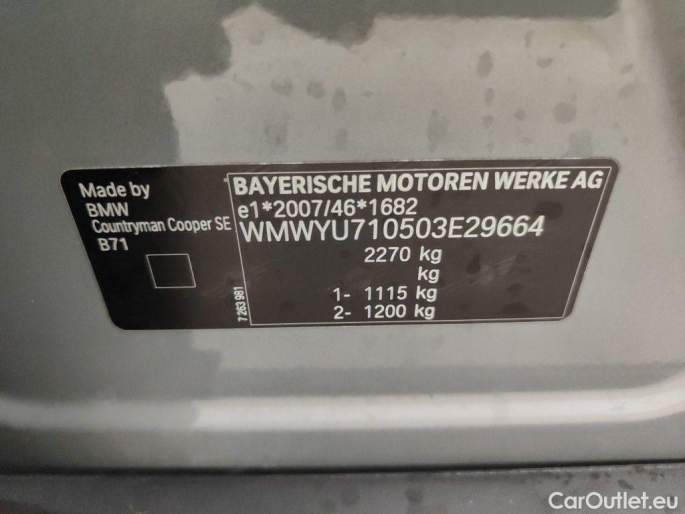 Made by
BMW
Countryman Cooper SE
B71
BAYERISCHE MOTOREN WERKE AG
e1*2007/46*1682
WMWYU710503E29664
2270 kg
kg
1- 1115 kg
2- 1200 kg
7 263 981
CarOutlet.eu